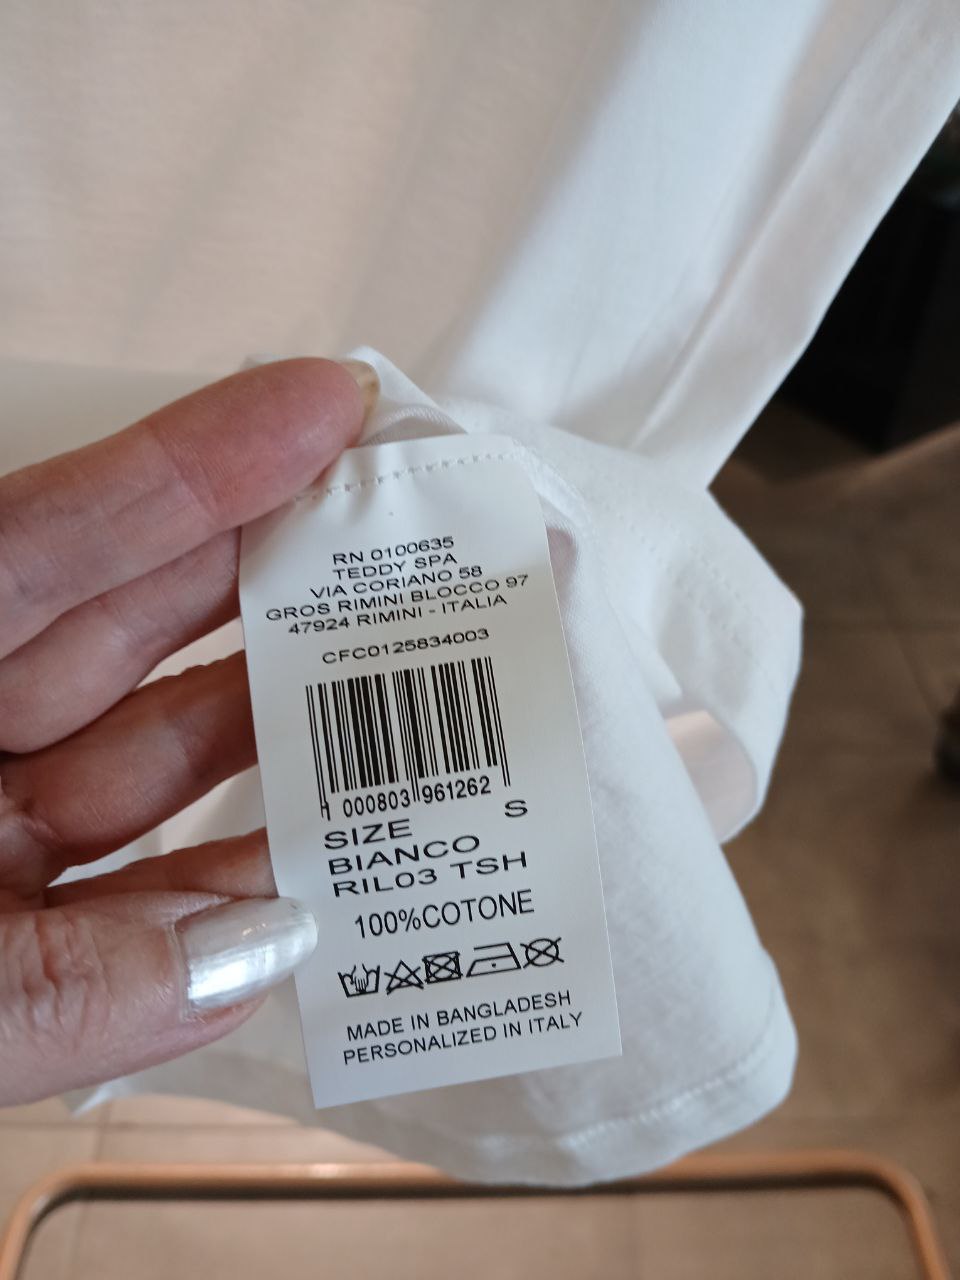 RN 0100635
TEDDY SPA
VIA CORIANO 58
GROS RIMINI BLOCCO 97
47924 RIMINI - ITALIA
CFC0125834003
1 000803 961262
SIZE S
BIANCO
RIL03 TSH
100%COTONE
MADE IN BANGLADESH
PERSONALIZED IN ITALY